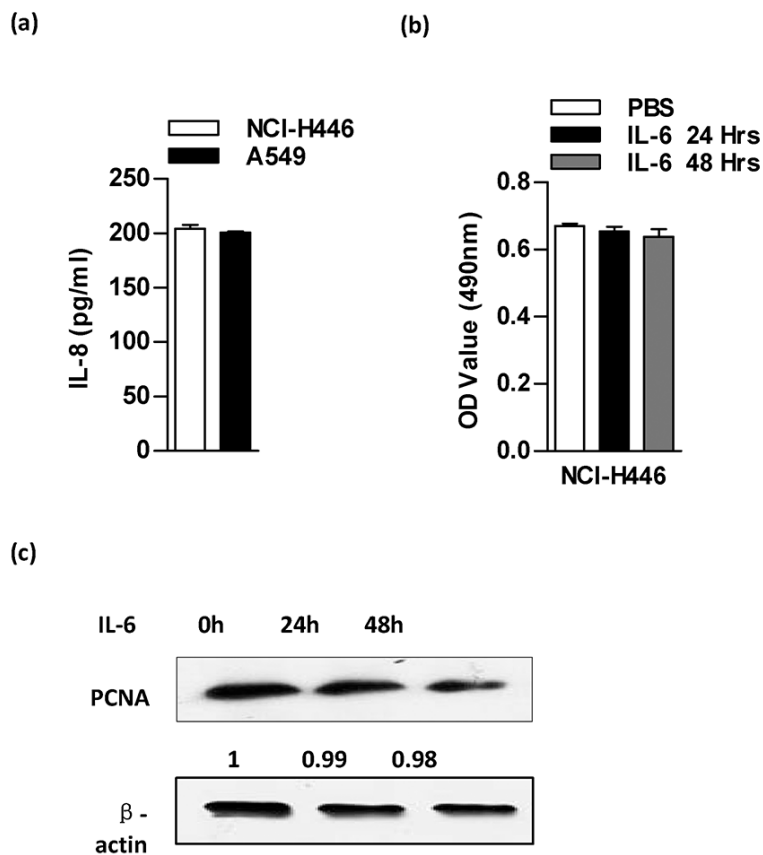 (a)
NCI-H446
A549
IL-8 (pg/ml)
250
200
150
100
50
0
(b)
PBS
IL-6 24 Hrs
IL-6 48 Hrs
OD Value (490nm)
0.8
0.6
0.4
0.2
0.0
NCI-H446
(c)
IL-6 0h 24h 48h
PCNA
1 0.99 0.98
β -
actin